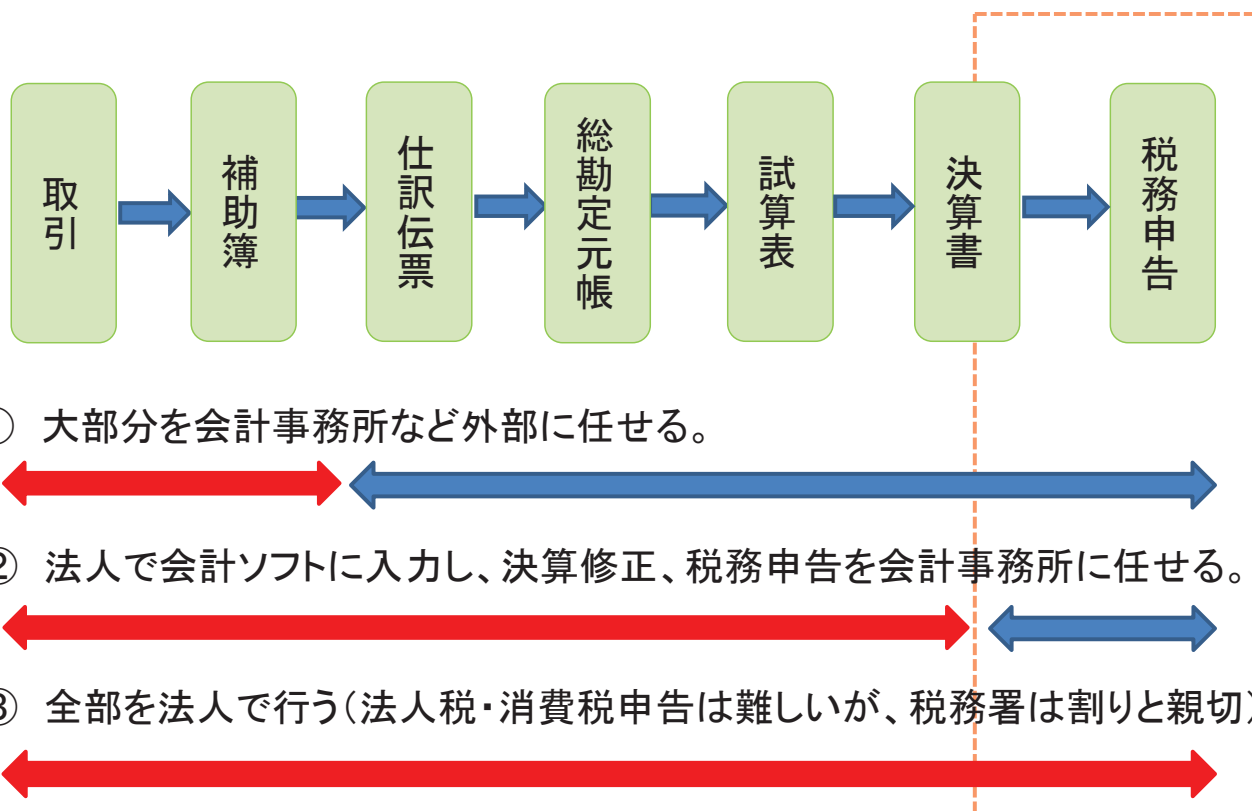 取引
補助簿
仕訳伝票
総勘定元帳
試算表
決算書
税務申告
大部分を会計事務所など外部に任せる。
② 法人で会計ソフトに入力し、決算修正、税務申告を会計事務所に任せる。
③ 全部を法人で行う(法人税・消費税申告は難しいが、税務署は割りと親切)